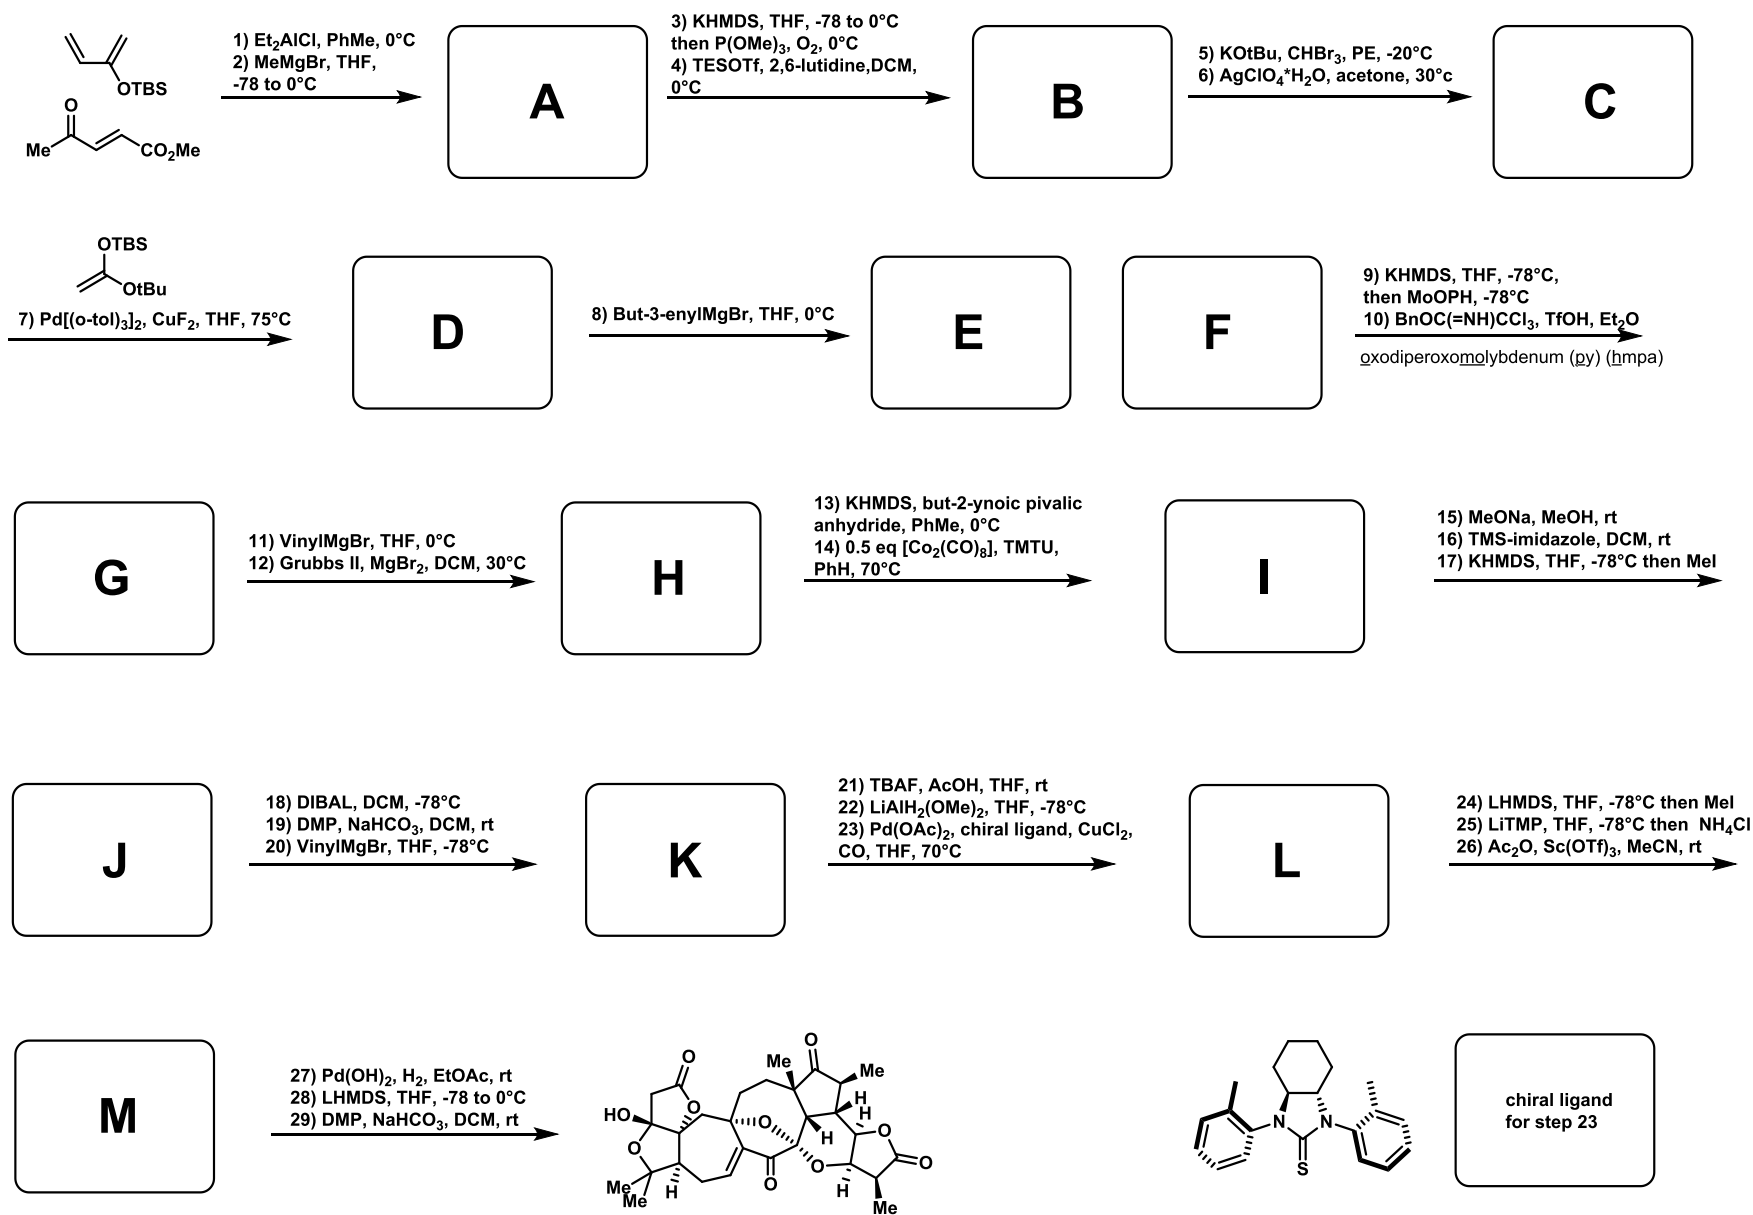 OTBS
O
Me
CO2Me
1) Et2AlCl, PhMe, 0°C
2) MeMgBr, THF,
-78 to 0°C
A
3) KHMDS, THF, -78 to 0°C
then P(OMe)3, O2, 0°C
4) TESOTf, 2,6-lutidine,DCM,
0°C
B
5) KOtBu, CHBr3, PE, -20°C
6) AgClO4*H2O, acetone, 30°c
C
OTBS
OtBu
7) Pd[(o-tol)3]2, CuF2, THF, 75°C
D
8) But-3-enylMgBr, THF, 0°C
E
F
9) KHMDS, THF, -78°C,
then MoOPH, -78°C
10) BnOC(=NH)CCl3, TfOH, Et2O
oxodiperoxomolybdenum (py) (hmpa)
G
11) VinylMgBr, THF, 0°C
12) Grubbs II, MgBr2, DCM, 30°C
H
13) KHMDS, but-2-ynoic pivalic
anhydride, PhMe, 0°C
14) 0.5 eq [Co2(CO)8], TMTU,
PhH, 70°C
I
15) MeONa, MeOH, rt
16) TMS-imidazole, DCM, rt
17) KHMDS, THF, -78°C then MeI
J
18) DIBAL, DCM, -78°C
19) DMP, NaHCO3, DCM, rt
20) VinylMgBr, THF, -78°C
K
21) TBAF, AcOH, THF, rt
22) LiAlH2(OMe)2, THF, -78°C
23) Pd(OAc)2, chiral ligand, CuCl2,
CO, THF, 70°C
L
24) LHMDS, THF, -78°C then MeI
25) LiTMP, THF, -78°C then NH4Cl
26) Ac2O, Sc(OTf)3, MeCN, rt
M
27) Pd(OH)2, H2, EtOAc, rt
28) LHMDS, THF, -78 to 0°C
29) DMP, NaHCO3, DCM, rt
O
O
HO
O
Me
Me
H
O
O
O
Me
O
Me
H
H
H
O
O
H
Me
N
N
S
chiral ligand
for step 23